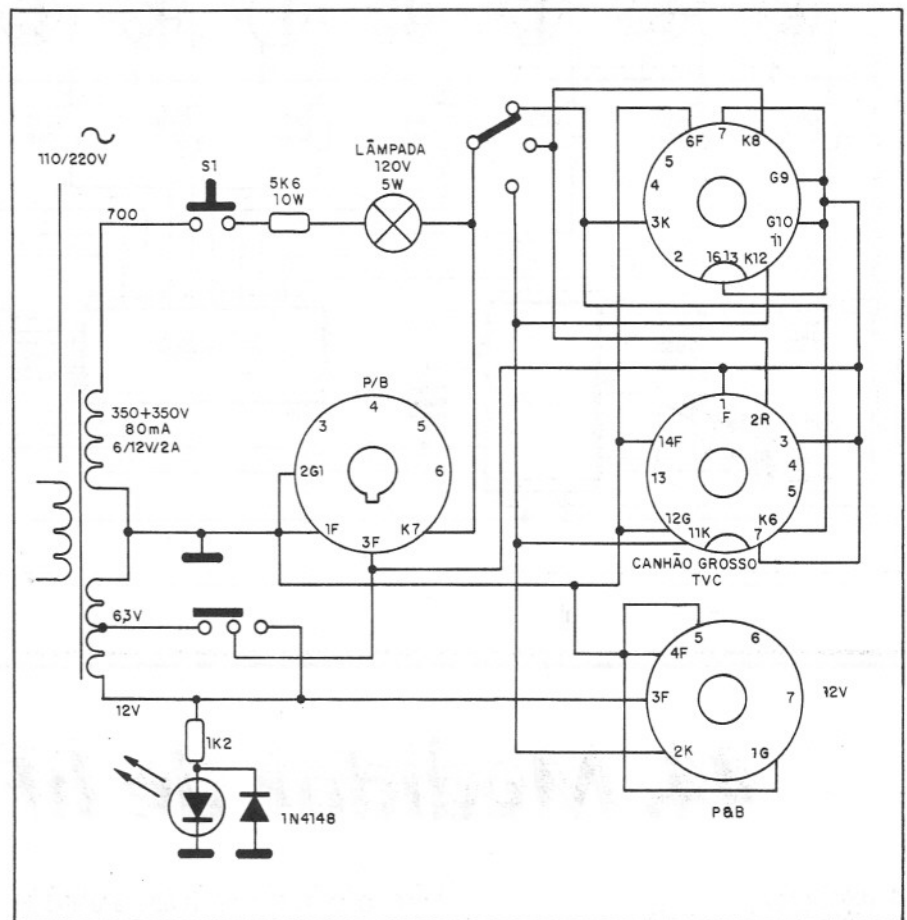 110/220V
S1
LÂMPADA
120V
5W
5K6
10W
700
6F
7
K8
5
4
G9
3K
G10
11
2
16
13
K12
P/B
4
3
5
2G1
6
1F
3F
K7
350+350V
80mA
6/12V/2A
1
F
2R
14F
3
4
13
5
12G
11K
K6
7
CANHÃO GROSSO
TVC
6,3V
12V
5
6
4F
3F
7
12V
2K
1G
P&B
1K2
1N4148